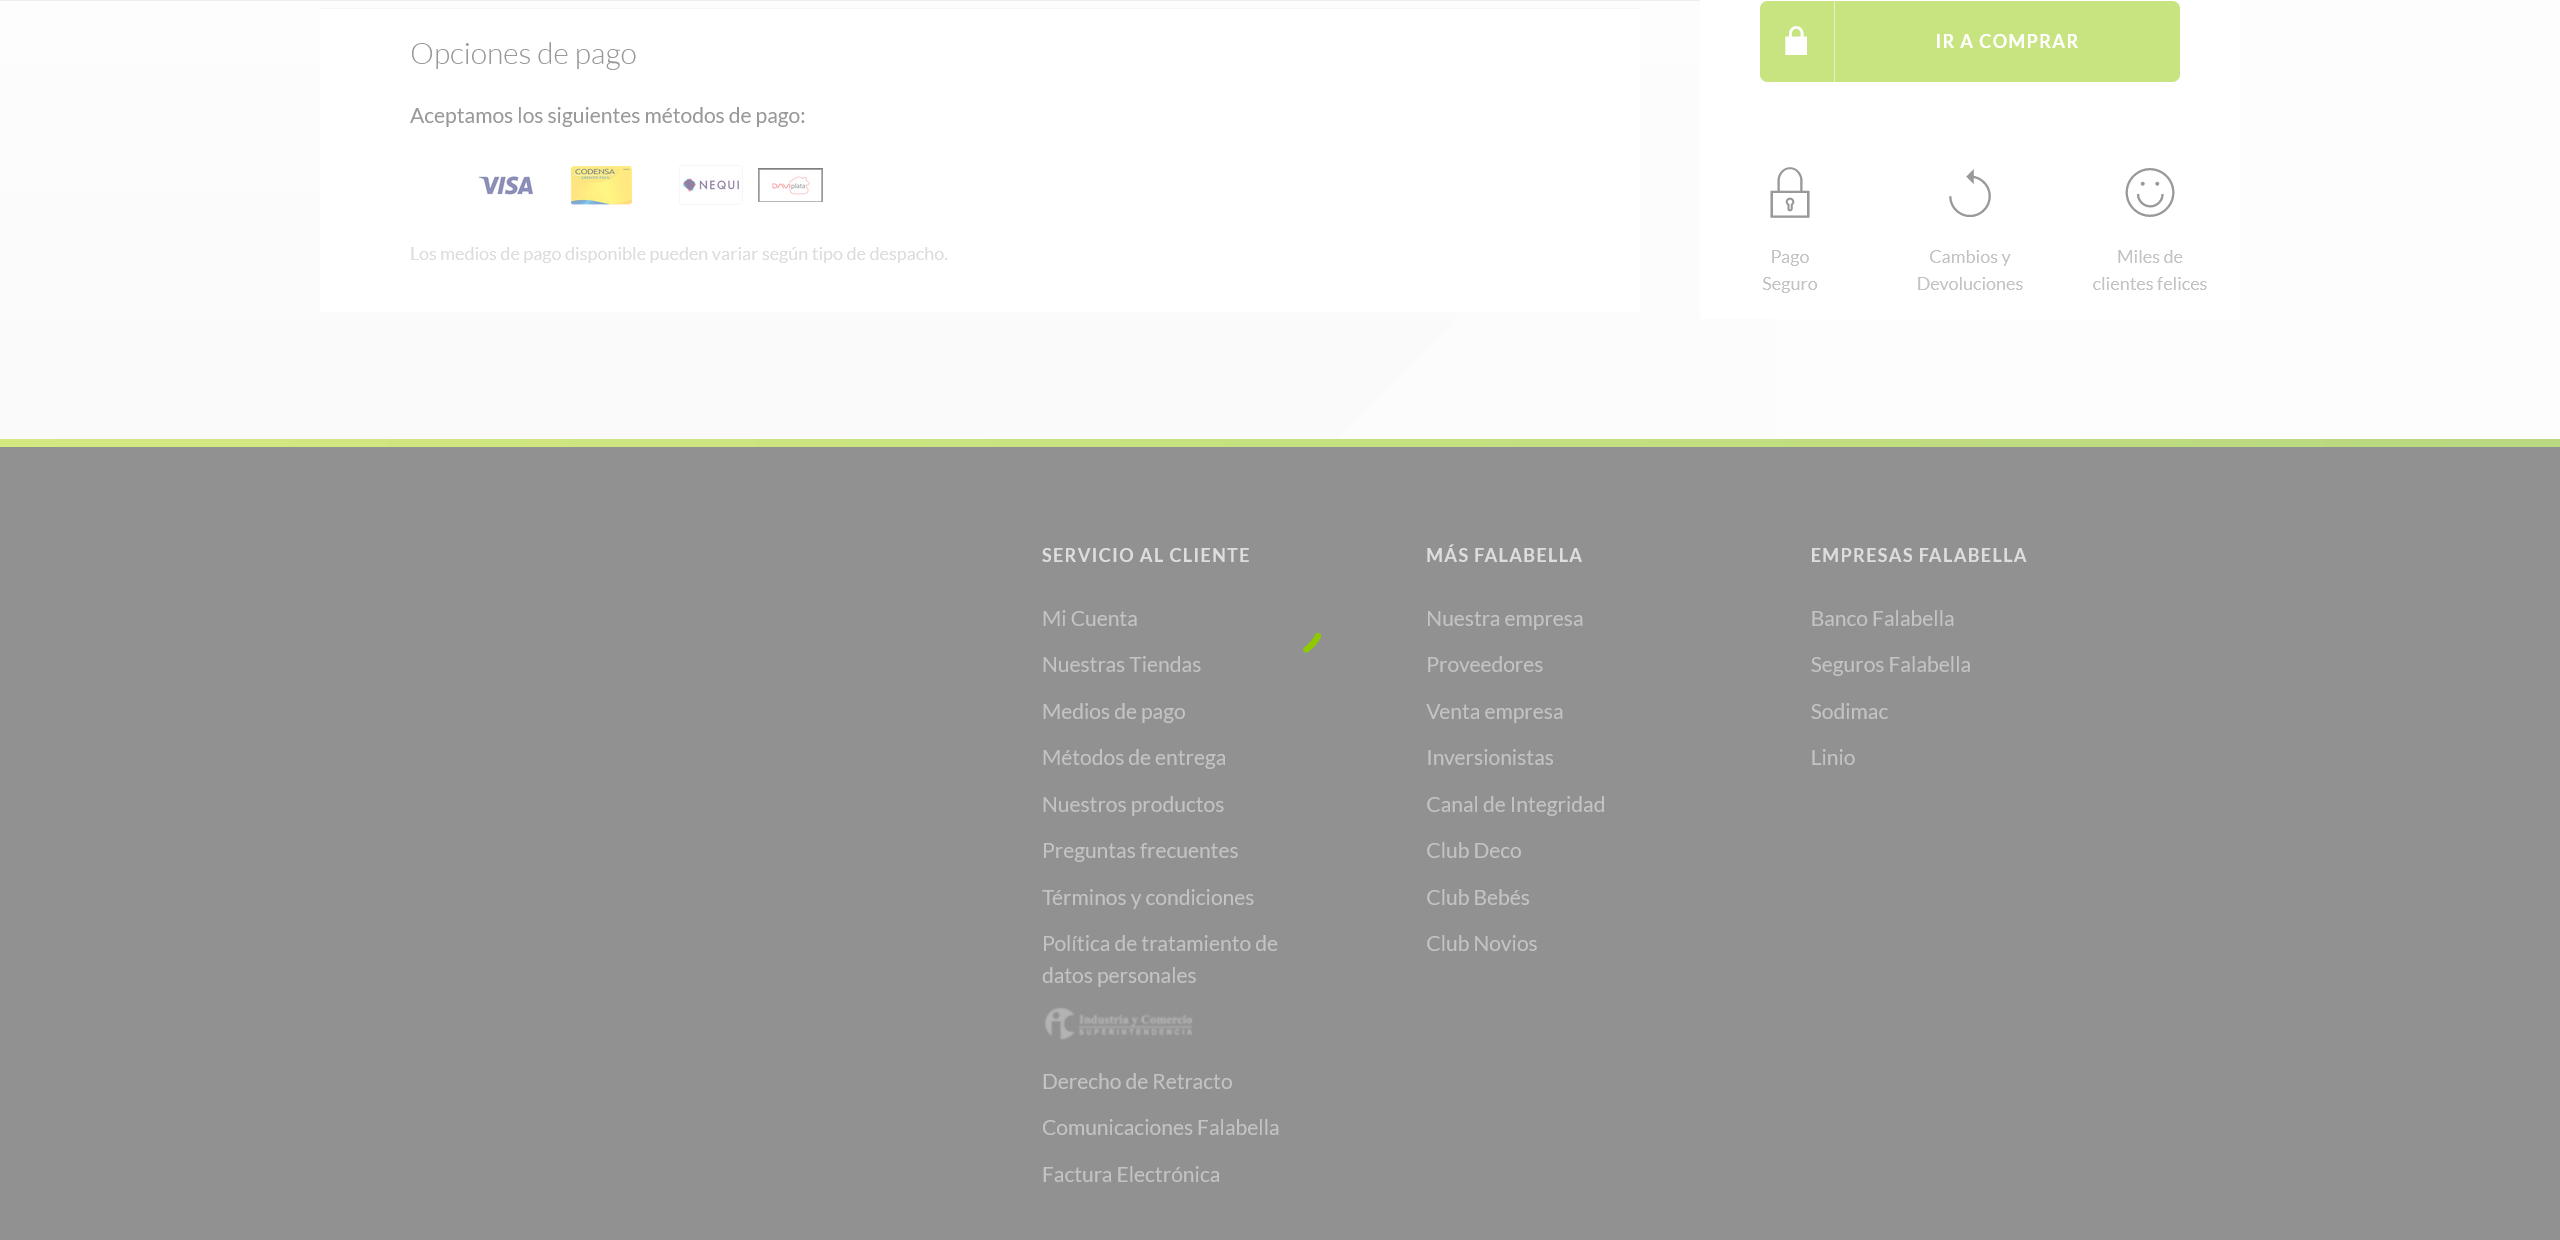 Opciones de pago
Aceptamos los siguientes métodos de pago:
VISA
CODENSA
NEQUI
DAVIplata
Los medios de pago disponible pueden variar según tipo de despacho.
IR A COMPRAR
Pago
Seguro
Cambios y
Devoluciones
Miles de
clientes felices
SERVICIO AL CLIENTE
Mi Cuenta
Nuestras Tiendas
Medios de pago
Métodos de entrega
Nuestros productos
Preguntas frecuentes
Términos y condiciones
Política de tratamiento de
datos personales
Industria y Comercio
SUPERINTENDENCIA
Derecho de Retracto
Comunicaciones Falabella
Factura Electrónica
MÁS FALABELLA
Nuestra empresa
Proveedores
Venta empresa
Inversionistas
Canal de Integridad
Club Deco
Club Bebés
Club Novios
EMPRESAS FALABELLA
Banco Falabella
Seguros Falabella
Sodimac
Linio